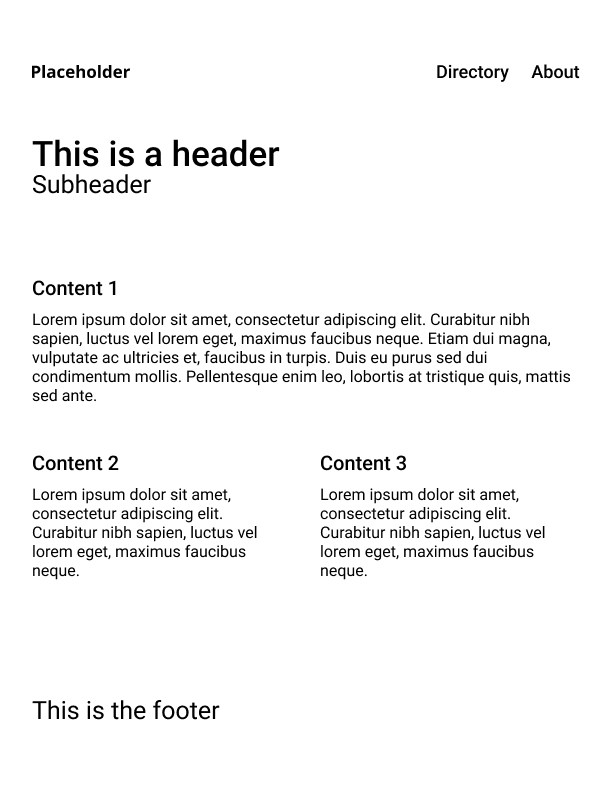 Placeholder
Directory About
This is a header
Subheader
Content 1
Lorem ipsum dolor sit amet, consectetur adipiscing elit. Curabitur nibh
sapien, luctus vel lorem eget, maximus faucibus neque. Etiam dui magna,
vulputate ac ultricies et, faucibus in turpis. Duis eu purus sed dui
condimentum mollis. Pellentesque enim leo, lobortis at tristique quis, mattis
sed ante.
Content 2
Lorem ipsum dolor sit amet,
consectetur adipiscing elit.
Curabitur nibh sapien, luctus vel
lorem eget, maximus faucibus
neque.
Content 3
Lorem ipsum dolor sit amet,
consectetur adipiscing elit.
Curabitur nibh sapien, luctus vel
lorem eget, maximus faucibus
neque.
This is the footer